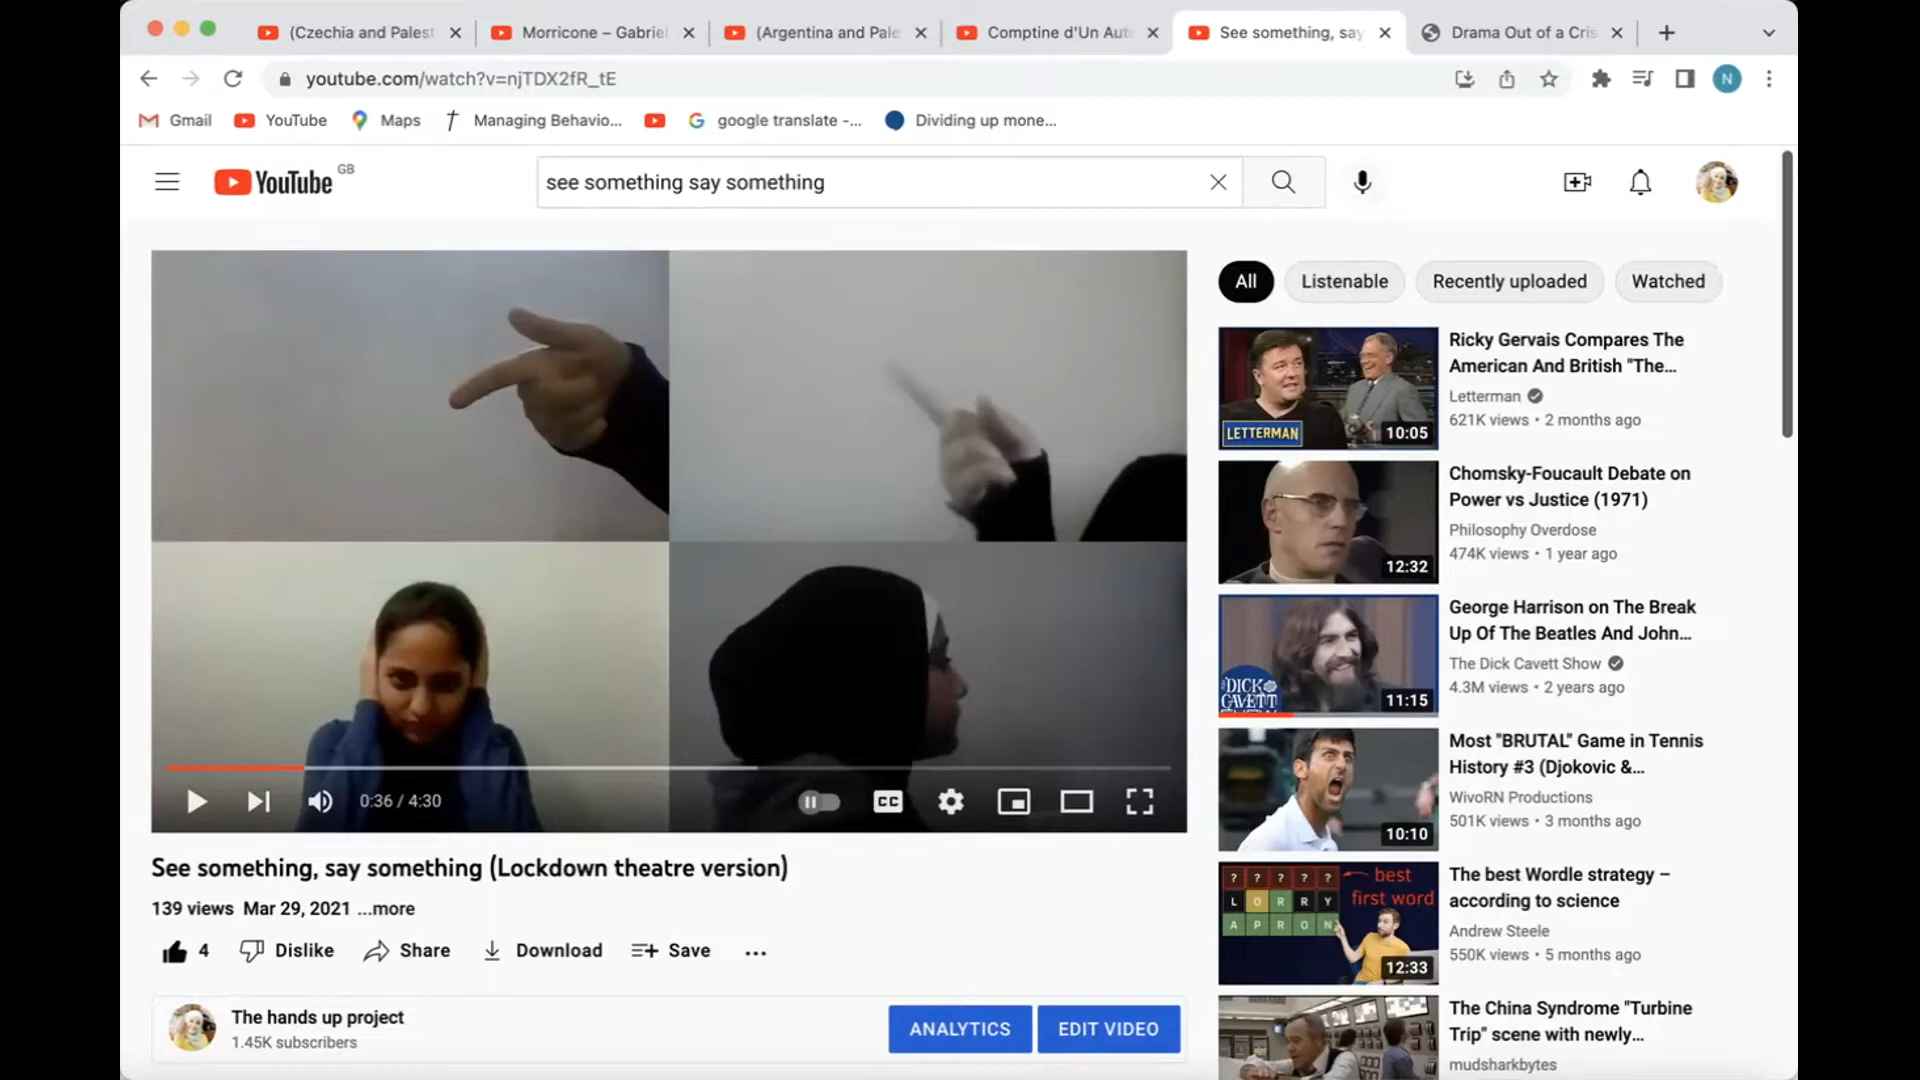 (Czechia and Palest
Morricone – Gabriel
(Argentina and Pale
Comptine d'Un Aut
See something, say
Drama Out of a Cris
youtube.com/watch?v=njTDX2fR_tE
N
Gmail
YouTube
Maps
Managing Behavio...
google translate -...
Dividing up mone...
YouTube GB
see something say something
All
Listenable
Recently uploaded
Watched
Ricky Gervais Compares The
American And British "The...
Letterman
621K views • 2 months ago
LETTERMAN
10:05
Chomsky-Foucault Debate on
Power vs Justice (1971)
Philosophy Overdose
474K views • 1 year ago
12:32
George Harrison on The Break
Up Of The Beatles And John...
The Dick Cavett Show
4.3M views • 2 years ago
DICK
CAVETT
11:15
Most "BRUTAL" Game in Tennis
History #3 (Djokovic &...
WivoRN Productions
501K views • 3 months ago
10:10
The best Wordle strategy –
according to science
Andrew Steele
550K views • 5 months ago
? ? ? ? ?
best
first word
LORRY
APRON
12:33
The China Syndrome "Turbine
Trip" scene with newly...
mudsharkbytes
0:36 / 4:30
CC
See something, say something (Lockdown theatre version)
139 views Mar 29, 2021 ...more
4
Dislike
Share
Download
Save
...
The hands up project
1.45K subscribers
ANALYTICS
EDIT VIDEO